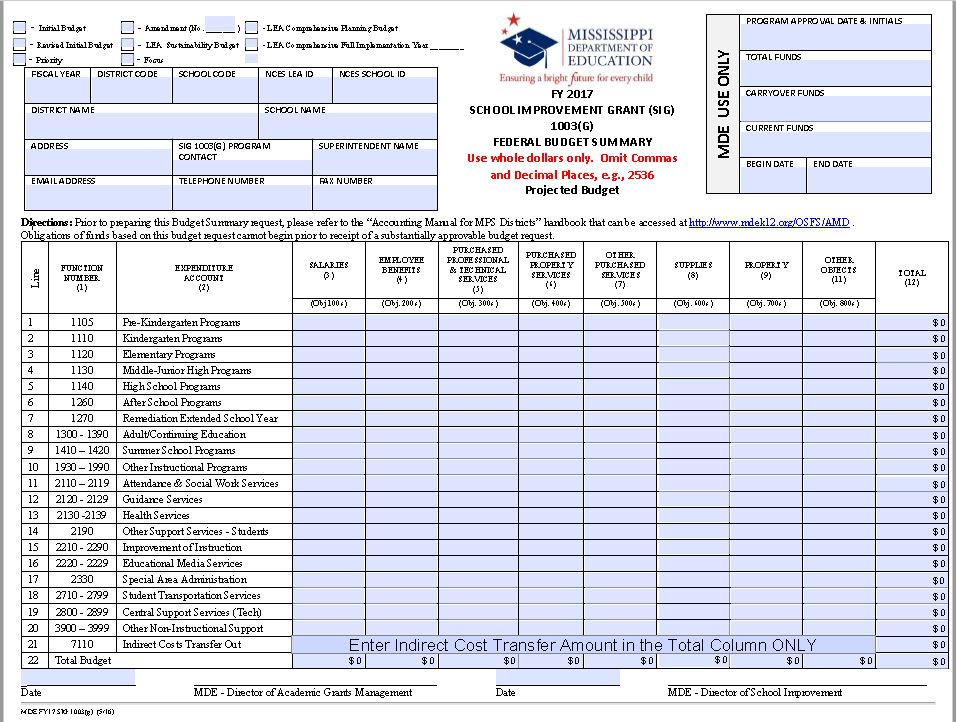 - Initial Budget - Amendment (No. ______ ) - LEA Comprehensive Planning Budget
- Revised Initial Budget - LEA Sustainability Budget - LEA Comprehensive Full Implementation Year _______
- Priority - Focus
FISCAL YEAR DISTRICT CODE SCHOOL CODE NCES LEA ID NCES SCHOOL ID
DISTRICT NAME SCHOOL NAME
ADDRESS SIG 1003(G) PROGRAM CONTACT SUPERINTENDENT NAME
EMAIL ADDRESS TELEPHONE NUMBER FAX NUMBER
MISSISSIPPI
DEPARTMENT OF
EDUCATION
Ensuring a bright future for every child
FY 2017
SCHOOL IMPROVEMENT GRANT (SIG)
1003(G)
FEDERAL BUDGET SUMMARY
Use whole dollars only. Omit Commas
and Decimal Places, e.g., 2536
Projected Budget
MDE USE ONLY
PROGRAM APPROVAL DATE & INITIALS
TOTAL FUNDS
CARRYOVER FUNDS
CURRENT FUNDS
BEGIN DATE END DATE
Directions: Prior to preparing this Budget Summary request, please refer to the “Accounting Manual for MPS Districts” handbook that can be accessed at http://www.mdek12.org/OSFS/AMD .
Obligations of funds based on this budget request cannot begin prior to receipt of a substantially approvable budget request.
Line
FUNCTION NUMBER (1)
EXPENDITURE ACCOUNT (2)
SALARIES (3)
EMPLOYEE BENEFITS (4)
PURCHASED PROFESSIONAL & TECHNICAL SERVICES (5)
PURCHASED PROPERTY SERVICES (6)
OTHER PURCHASED SERVICES (7)
SUPPLIES (8)
PROPERTY (9)
OTHER OBJECTS (11)
TOTAL (12)
(Obj 100s) (Obj. 200s) (Obj. 300s) (Obj. 400s) (Obj. 500s) (Obj. 600s) (Obj. 700s) (Obj. 800s)
1 1105 Pre-Kindergarten Programs $ 0
2 1110 Kindergarten Programs $ 0
3 1120 Elementary Programs $ 0
4 1130 Middle-Junior High Programs $ 0
5 1140 High School Programs $ 0
6 1260 After School Programs $ 0
7 1270 Remediation Extended School Year $ 0
8 1300 - 1390 Adult/Continuing Education $ 0
9 1410 – 1420 Summer School Programs $ 0
10 1930 – 1990 Other Instructional Programs $ 0
11 2110 – 2119 Attendance & Social Work Services $ 0
12 2120 - 2129 Guidance Services $ 0
13 2130 -2139 Health Services $ 0
14 2190 Other Support Services - Students $ 0
15 2210 - 2290 Improvement of Instruction $ 0
16 2220 - 2229 Educational Media Services $ 0
17 2330 Special Area Administration $ 0
18 2710 - 2799 Student Transportation Services $ 0
19 2800 - 2899 Central Support Services (Tech) $ 0
20 3900 – 3999 Other Non-Instructional Support $ 0
21 7110 Indirect Costs Transfer Out Enter Indirect Cost Transfer Amount in the Total Column ONLY $ 0
22 Total Budget $ 0 $ 0 $ 0 $ 0 $ 0 $ 0 $ 0 $ 0 $ 0
Date MDE - Director of Academic Grants Management Date MDE - Director of School Improvement
MDE FY17 SIG 1003(g) (5/16)